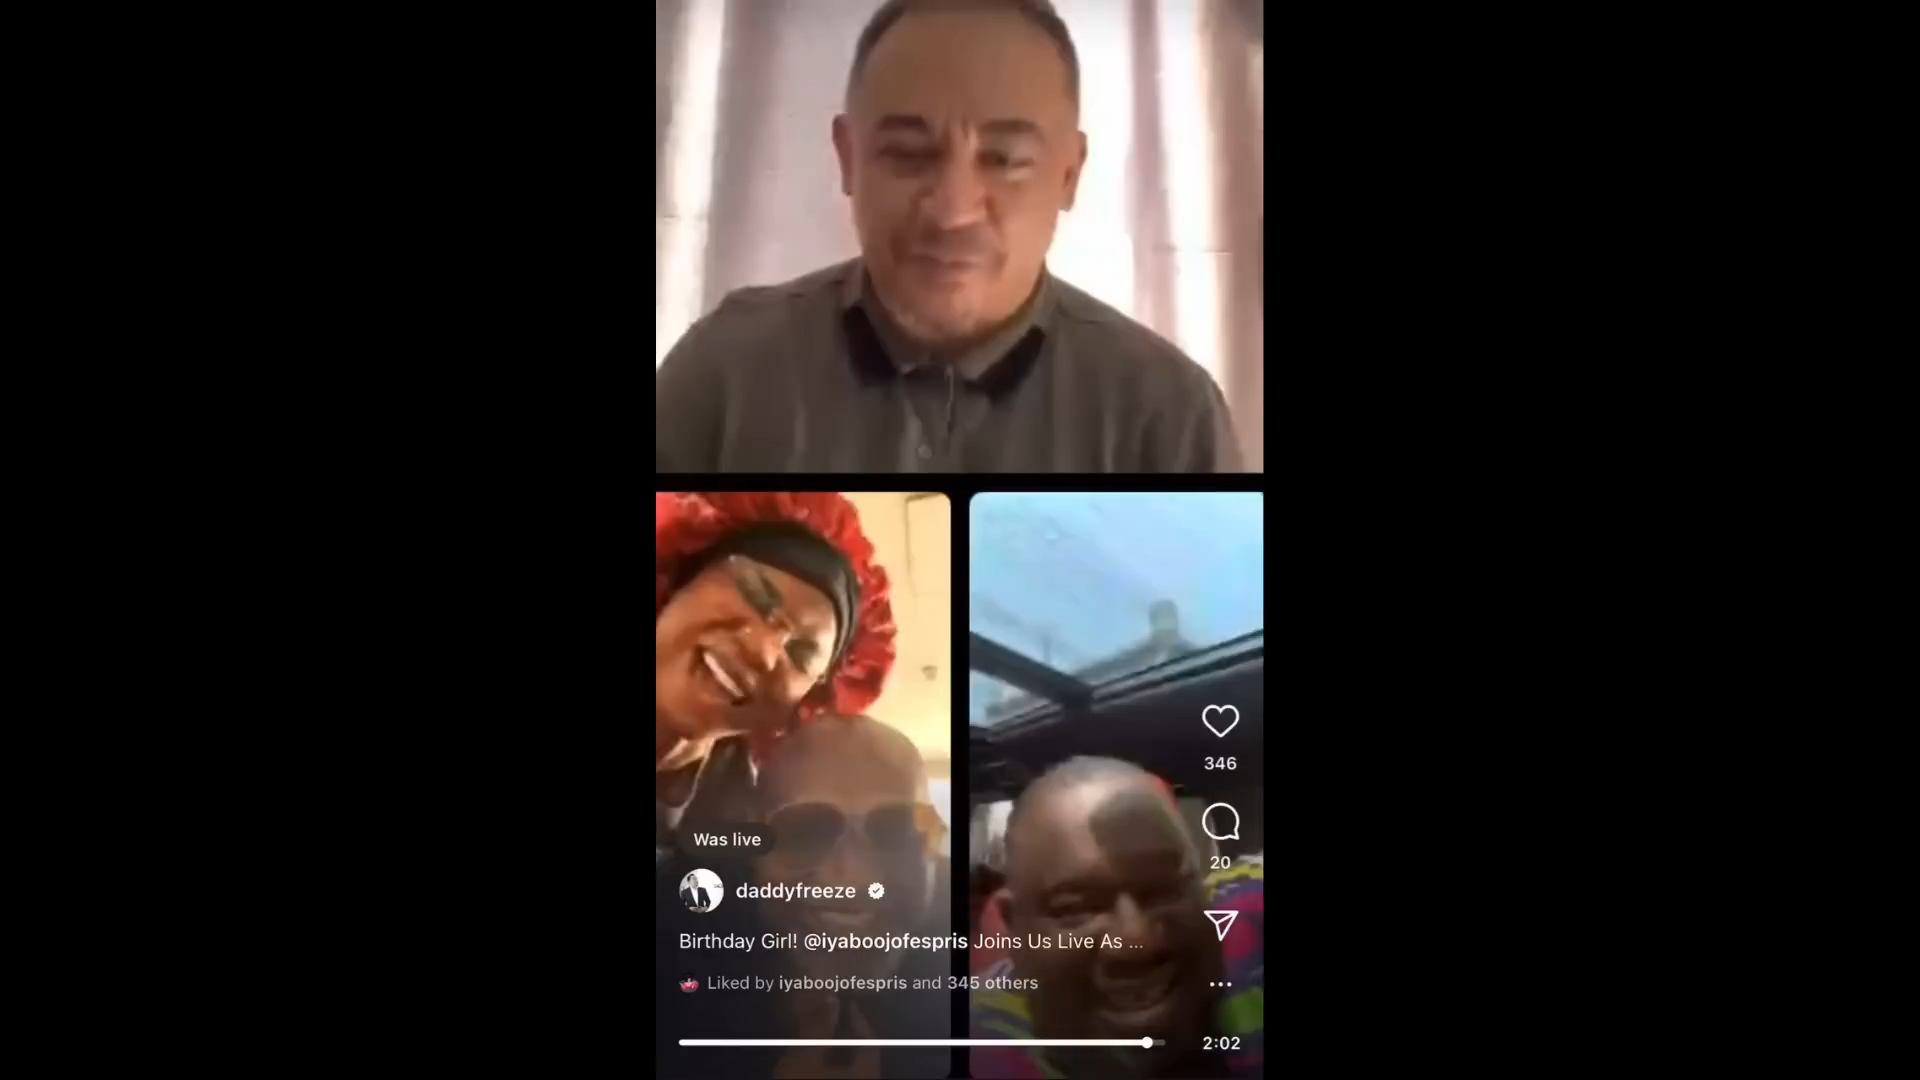 346
20
Was live
daddyfreeze
Birthday Girl! @iyaboojofespris Joins Us Live As ...
Liked by iyaboojofespris and 345 others
2:02